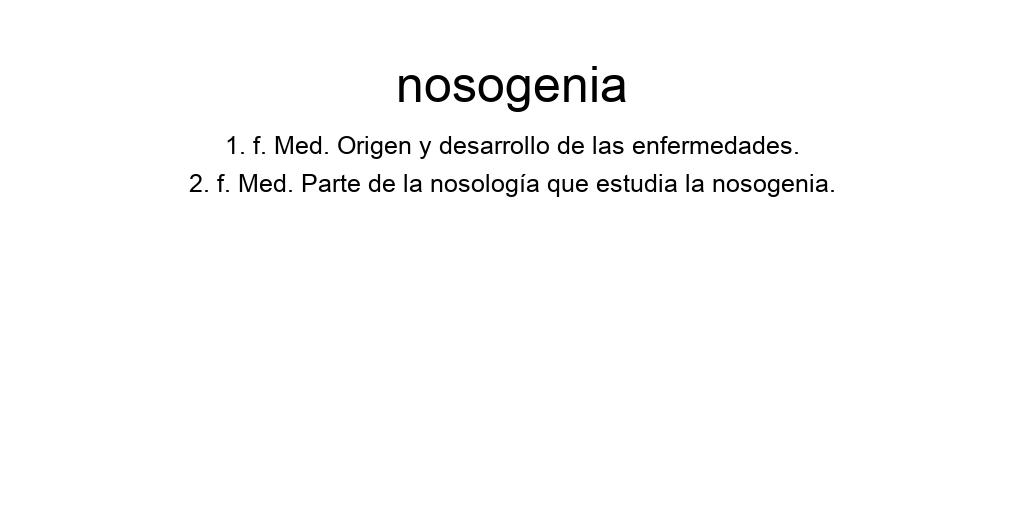 nosogenia
1. f. Med. Origen y desarrollo de las enfermedades.
2. f. Med. Parte de la nosología que estudia la nosogenia.